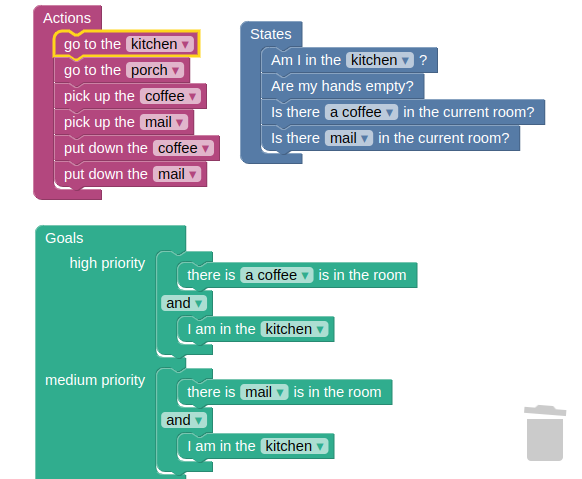 Actions
go to the kitchen ▾
go to the porch ▾
pick up the coffee ▾
pick up the mail ▾
put down the coffee ▾
put down the mail ▾
States
Am I in the kitchen ▾ ?
Are my hands empty?
Is there a coffee ▾ in the current room?
Is there mail ▾ in the current room?
Goals
high priority
there is a coffee ▾ is in the room
and ▾
I am in the kitchen ▾
medium priority
there is mail ▾ is in the room
and ▾
I am in the kitchen ▾